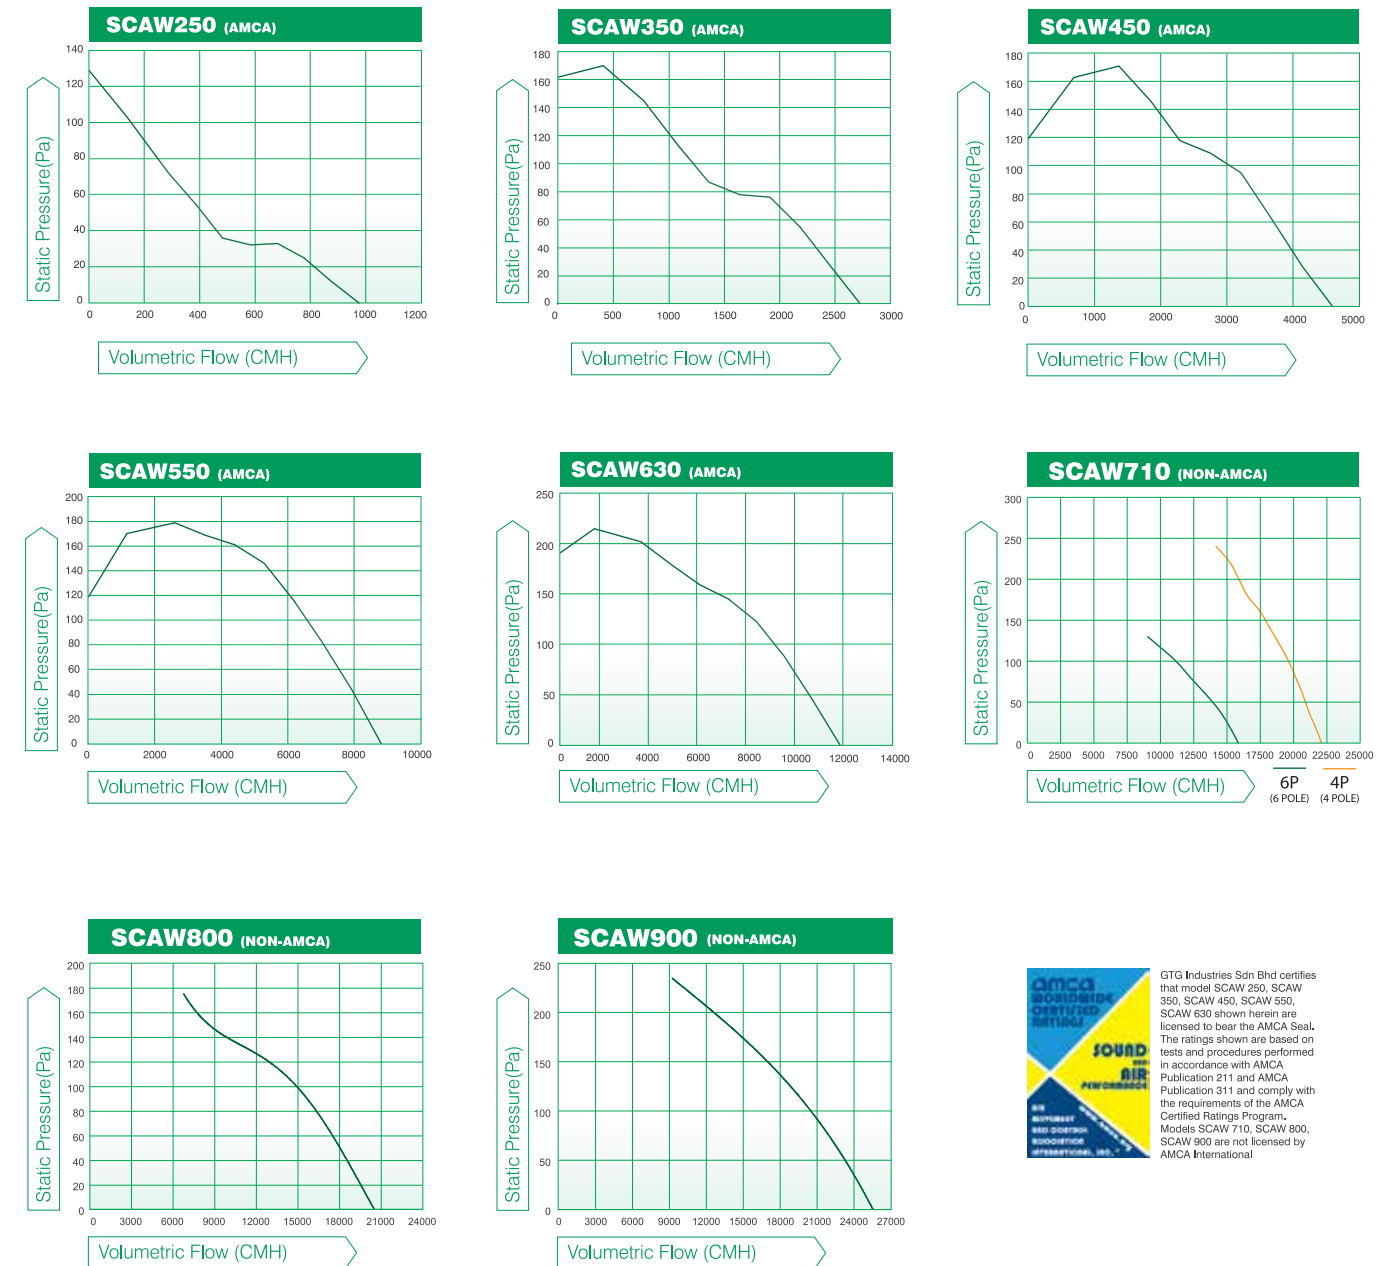 SCAW250 (AMCA)
140
120
100
80
60
40
20
0
0 200 400 600 800 1000 1200
Static Pressure(Pa)
Volumetric Flow (CMH)
SCAW350 (AMCA)
180
160
140
120
100
80
60
40
20
0
0 500 1000 1500 2000 2500 3000
Static Pressure(Pa)
Volumetric Flow (CMH)
SCAW450 (AMCA)
180
160
140
120
100
80
60
40
20
0
0 1000 2000 3000 4000 5000
Static Pressure(Pa)
Volumetric Flow (CMH)
SCAW550 (AMCA)
200
180
160
140
120
100
80
60
40
20
0
0 2000 4000 6000 8000 10000
Static Pressure(Pa)
Volumetric Flow (CMH)
SCAW630 (AMCA)
250
200
150
100
50
0
0 2000 4000 6000 8000 10000 12000 14000
Static Pressure(Pa)
Volumetric Flow (CMH)
SCAW710 (NON-AMCA)
300
250
200
150
100
50
0
0 2500 5000 7500 10000 12500 15000 17500 20000 22500 25000
Static Pressure(Pa)
Volumetric Flow (CMH)
6P 4P
(6 POLE) (4 POLE)
SCAW800 (NON-AMCA)
200
180
160
140
120
100
80
60
40
20
0
0 3000 6000 9000 12000 15000 18000 21000 24000
Static Pressure(Pa)
Volumetric Flow (CMH)
SCAW900 (NON-AMCA)
250
200
150
100
50
0
0 3000 6000 9000 12000 15000 18000 21000 24000 27000
Static Pressure(Pa)
Volumetric Flow (CMH)
amca
WORLDWIDE
CERTIFIED
RATINGS
SOUND
AND
AIR
PERFORMANCE
AIR
MOVEMENT
AND CONTROL
ASSOCIATION
INTERNATIONAL, INC.
GTG Industries Sdn Bhd certifies
that model SCAW 250, SCAW
350, SCAW 450, SCAW 550,
SCAW 630 shown herein are
licensed to bear the AMCA Seal.
The ratings shown are based on
tests and procedures performed
in accordance with AMCA
Publication 211 and AMCA
Publication 311 and comply with
the requirements of the AMCA
Certified Ratings Program.
Models SCAW 710, SCAW 800,
SCAW 900 are not licensed by
AMCA International